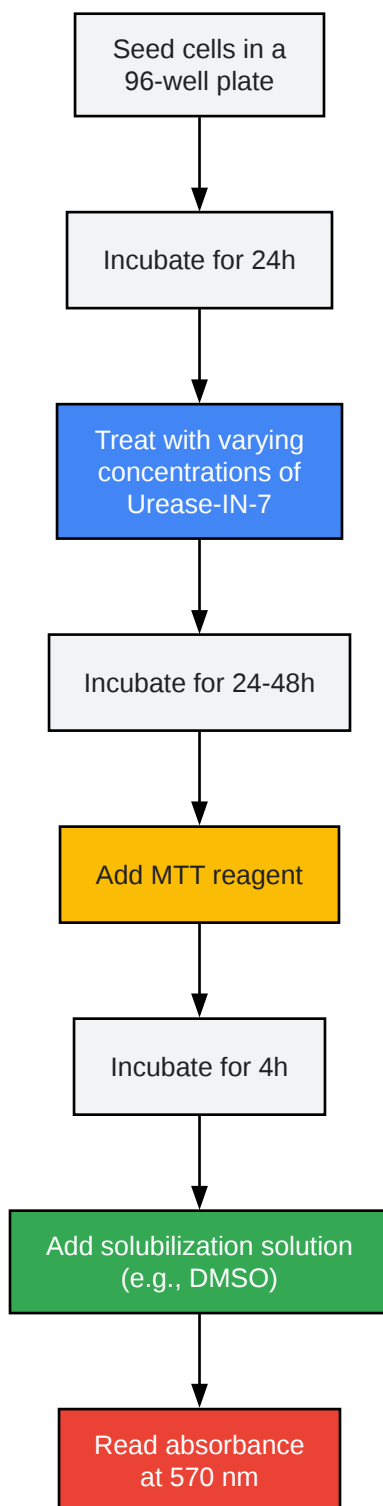 Seed cells in a
96-well plate
Incubate for 24h
Treat with varying
concentrations of
Urease-IN-7
Incubate for 24-48h
Add MTT reagent
Incubate for 4h
Add solubilization solution
(e.g., DMSO)
Read absorbance
at 570 nm